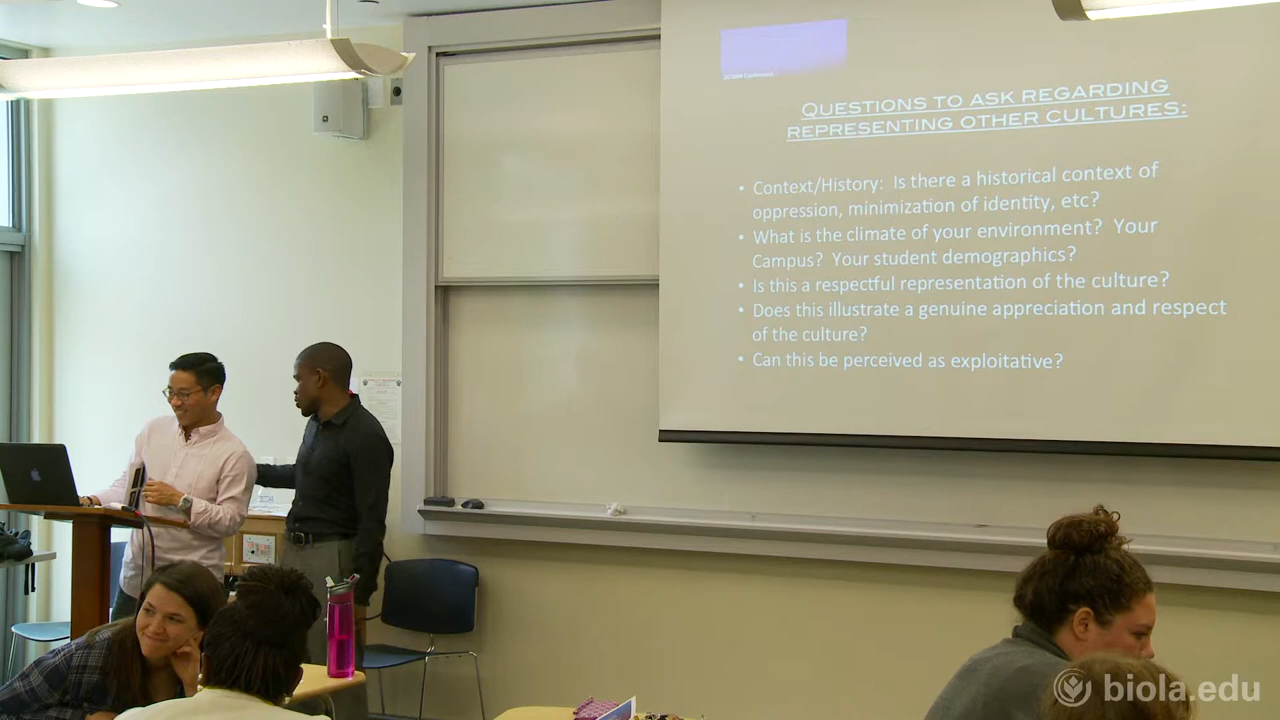 QUESTIONS TO ASK REGARDING
REPRESENTING OTHER CULTURES:
• Context/History: Is there a historical context of
oppression, minimization of identity, etc?
• What is the climate of your environment? Your
Campus? Your student demographics?
• Is this a respectful representation of the culture?
• Does this illustrate a genuine appreciation and respect
of the culture?
• Can this be perceived as exploitative?
biola.edu